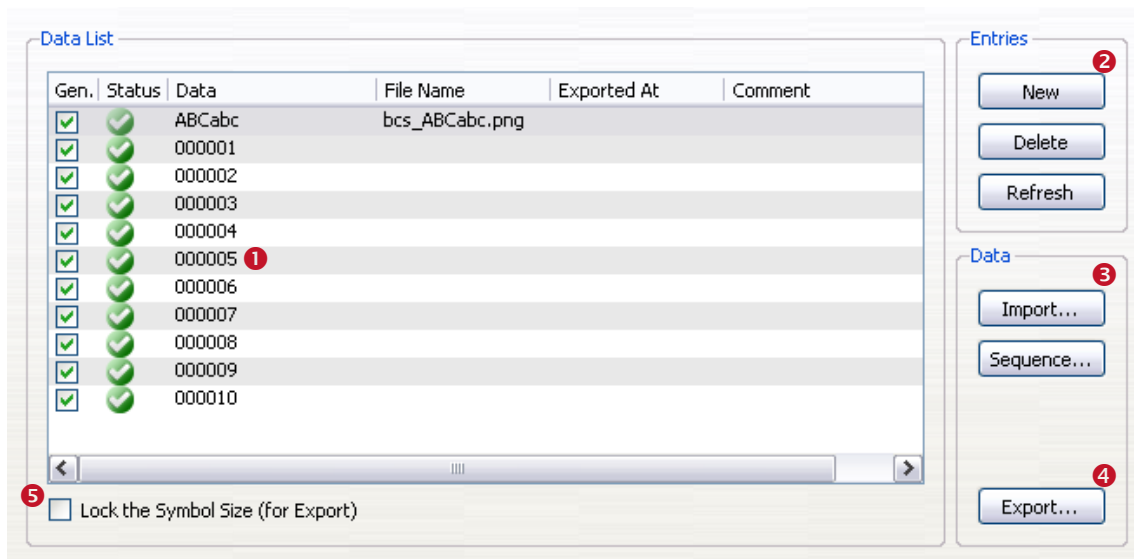 Data List
Gen. Status Data File Name Exported At Comment
ABCabc bcs_ABCabc.png
000001
000002
000003
000004
000005 1
000006
000007
000008
000009
000010
5
Lock the Symbol Size (for Export)
Entries
2
New
Delete
Refresh
Data
3
Import...
Sequence...
4
Export...